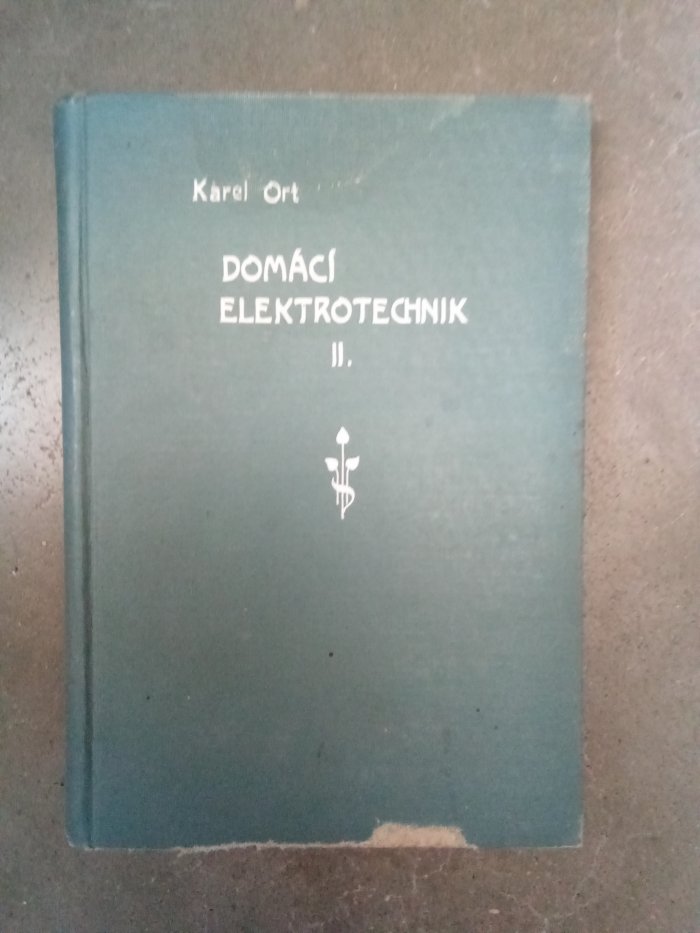 Karel Ort
DOMÁCÍ
ELEKTROTECHNIK
II.